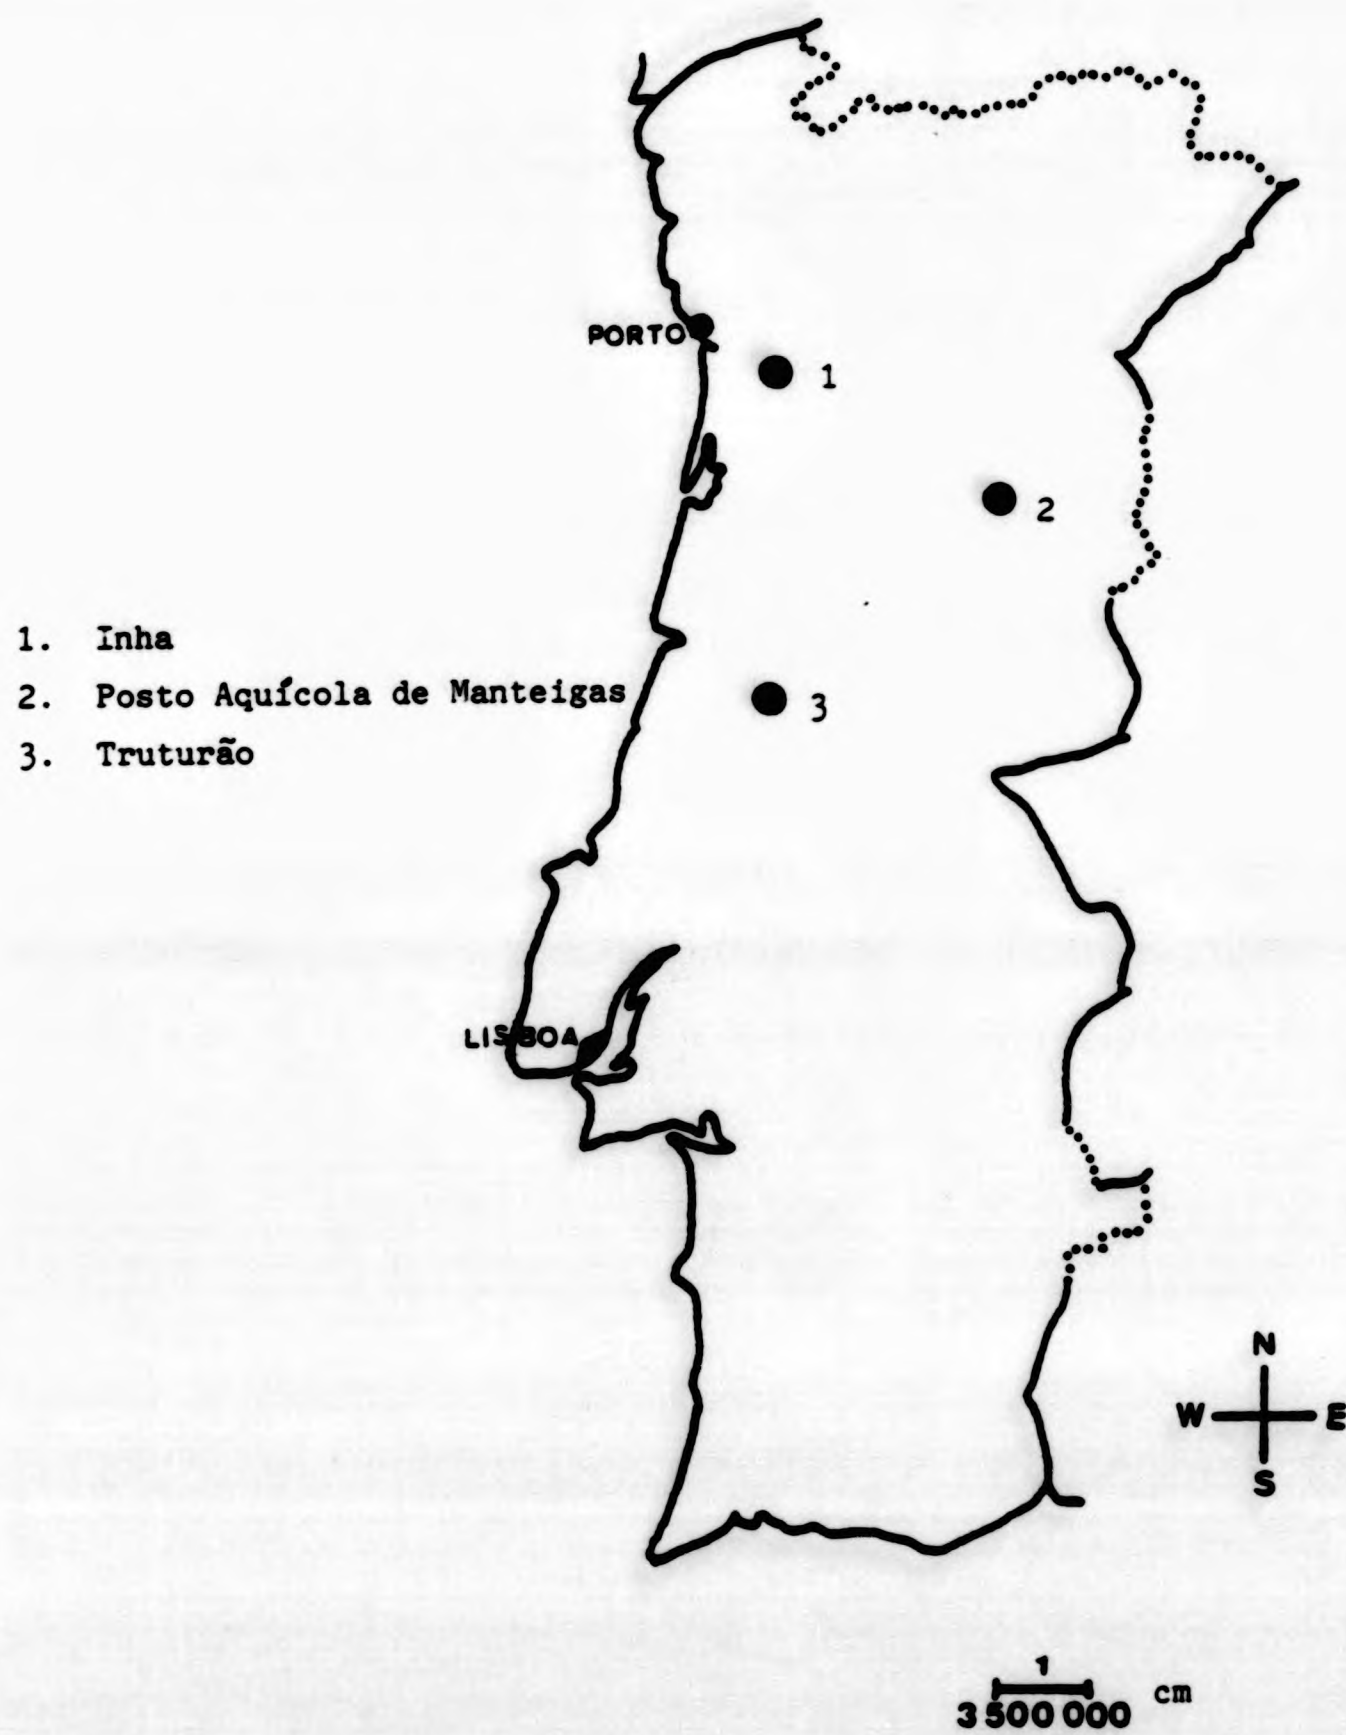 PORTO
1
2
1. Inha
2. Posto Aquícola de Manteigas
3. Truturão
3
LISBOA
N
W E
S
1
3 500 000 cm